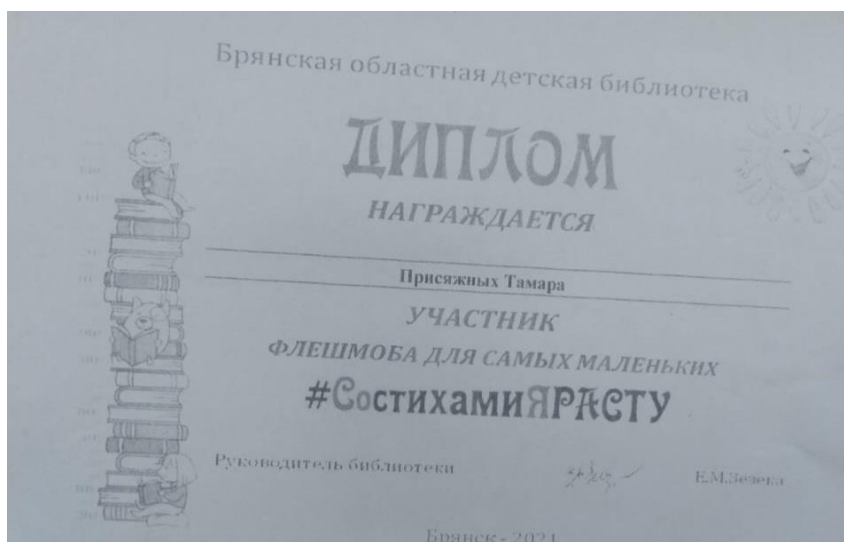 Брянская областная детская библиотека
ДИПЛОМ
НАГРАЖДАЕТСЯ
Присяжных Тамара
УЧАСТНИК
ФЛЕШМОБА ДЛЯ САМЫХ МАЛЕНЬКИХ
#СостихамиЯРАСТУ
Руководитель библиотеки
Е.М.Зезека
Брянск - 2021